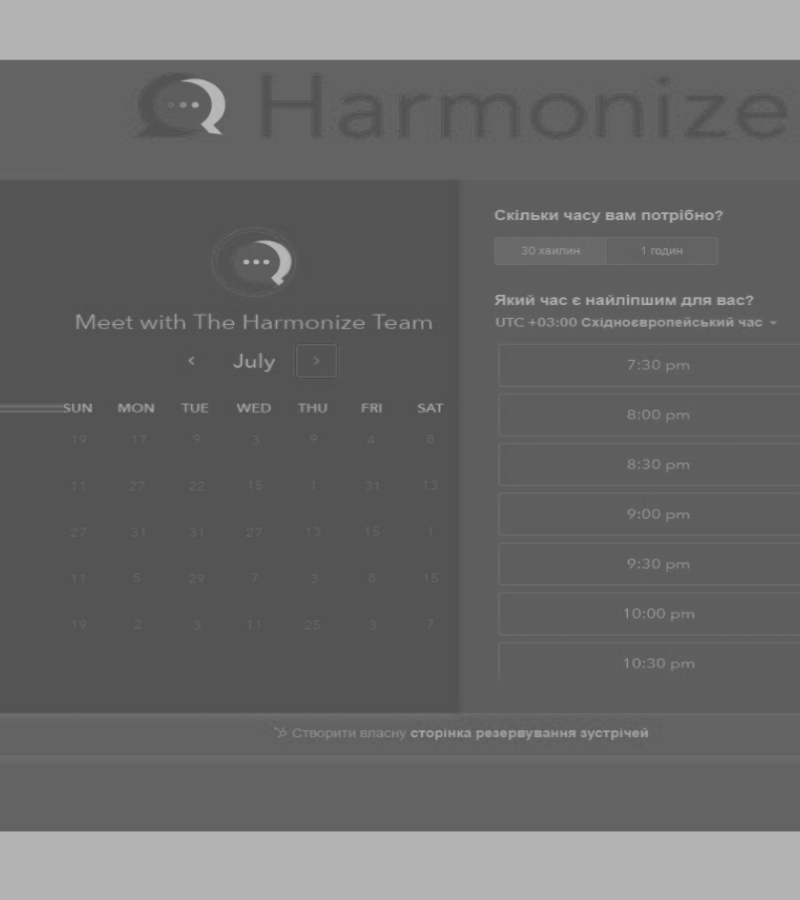 Harmonize
Meet with The Harmonize Team
‹ July ›
SUN MON TUE WED THU FRI SAT
19 17 9 3 9 4 8
11 27 22 15 1 31 13
27 31 31 27 13 15 1
11 5 29 7 3 8 15
19 2 3 11 25 3 7
Скільки часу вам потрібно?
30 хвилин 1 годин
Який час є найліпшим для вас?
UTC +03:00 Східноєвропейський час
7:30 pm
8:00 pm
8:30 pm
9:00 pm
9:30 pm
10:00 pm
10:30 pm
Створити власну сторінка резервування зустрічей